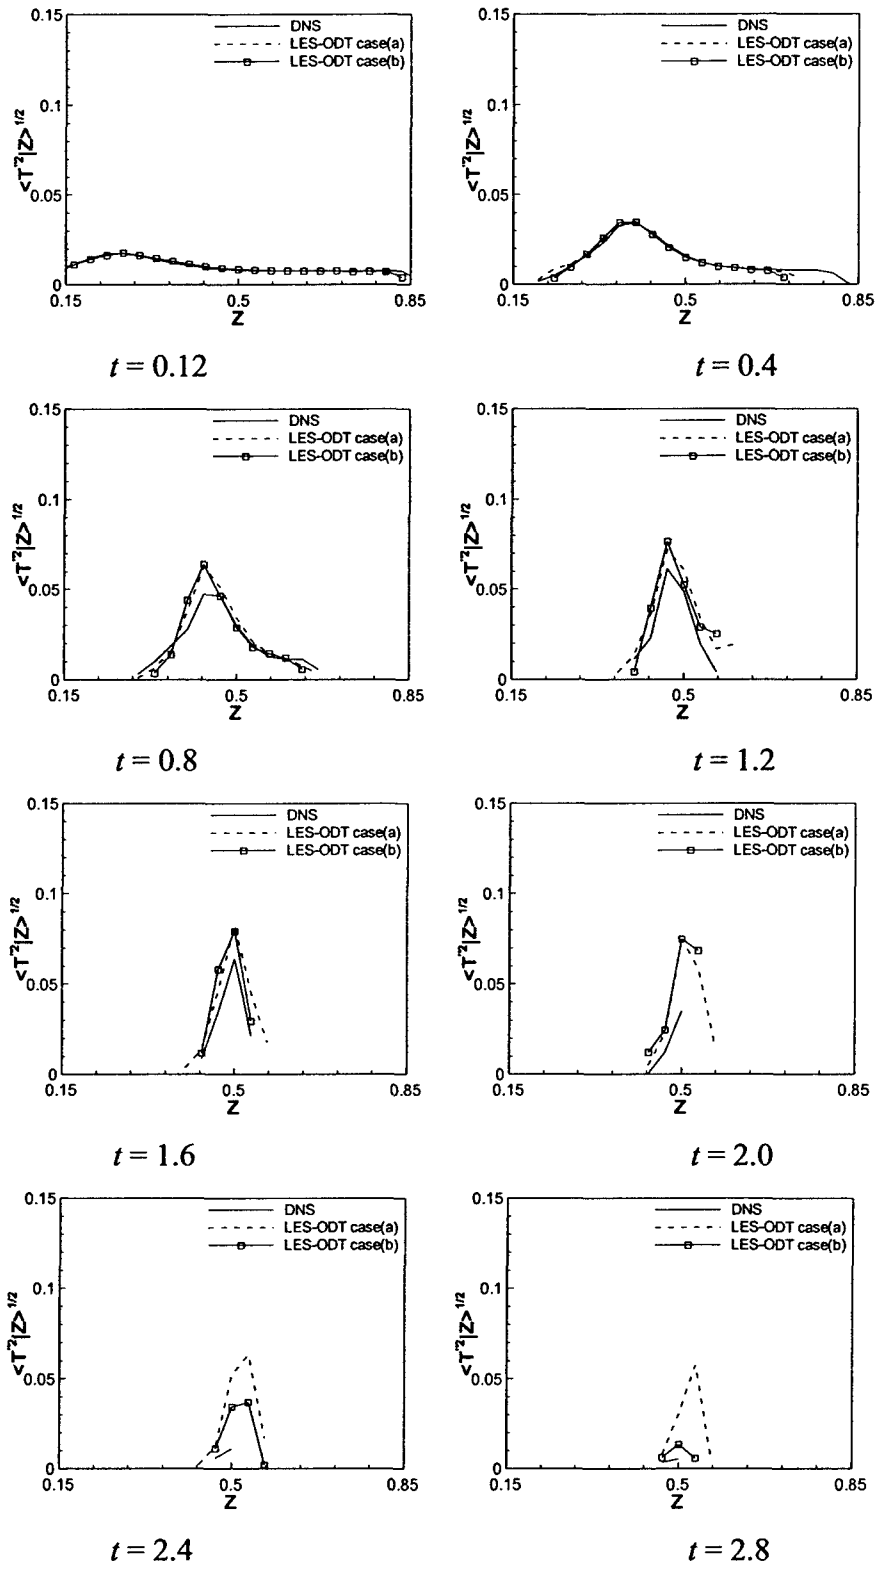 0.15
DNS
LES-ODT case(a)
LES-ODT case(b)
0.1
<T"²|Z>^1/2
0.05
0
0.15
0.5
0.85
Z
t = 0.12
0.15
DNS
LES-ODT case(a)
LES-ODT case(b)
0.1
<T"²|Z>^1/2
0.05
0
0.15
0.5
0.85
Z
t = 0.4
0.15
DNS
LES-ODT case(a)
LES-ODT case(b)
0.1
<T"²|Z>^1/2
0.05
0
0.15
0.5
0.85
Z
t = 0.8
0.15
DNS
LES-ODT case(a)
LES-ODT case(b)
0.1
<T"²|Z>^1/2
0.05
0
0.15
0.5
0.85
Z
t = 1.2
0.15
DNS
LES-ODT case(a)
LES-ODT case(b)
0.1
<T"²|Z>^1/2
0.05
0
0.15
0.5
0.85
Z
t = 1.6
0.15
DNS
LES-ODT case(a)
LES-ODT case(b)
0.1
<T"²|Z>^1/2
0.05
0
0.15
0.5
0.85
Z
t = 2.0
0.15
DNS
LES-ODT case(a)
LES-ODT case(b)
0.1
<T"²|Z>^1/2
0.05
0
0.15
0.5
0.85
Z
t = 2.4
0.15
DNS
LES-ODT case(a)
LES-ODT case(b)
0.1
<T"²|Z>^1/2
0.05
0
0.15
0.5
0.85
Z
t = 2.8